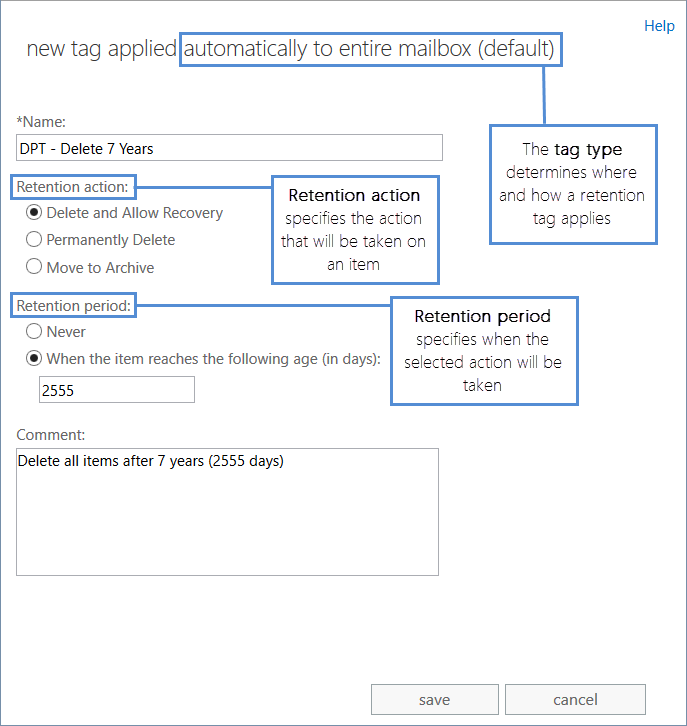 Help
new tag applied automatically to entire mailbox (default)
The tag type
determines where
and how a retention
tag applies
*Name:
DPT - Delete 7 Years
Retention action:
Delete and Allow Recovery
Permanently Delete
Move to Archive
Retention action
specifies the action
that will be taken on
an item
Retention period:
Never
When the item reaches the following age (in days):
2555
Retention period
specifies when the
selected action will be
taken
Comment:
Delete all items after 7 years (2555 days)
save
cancel